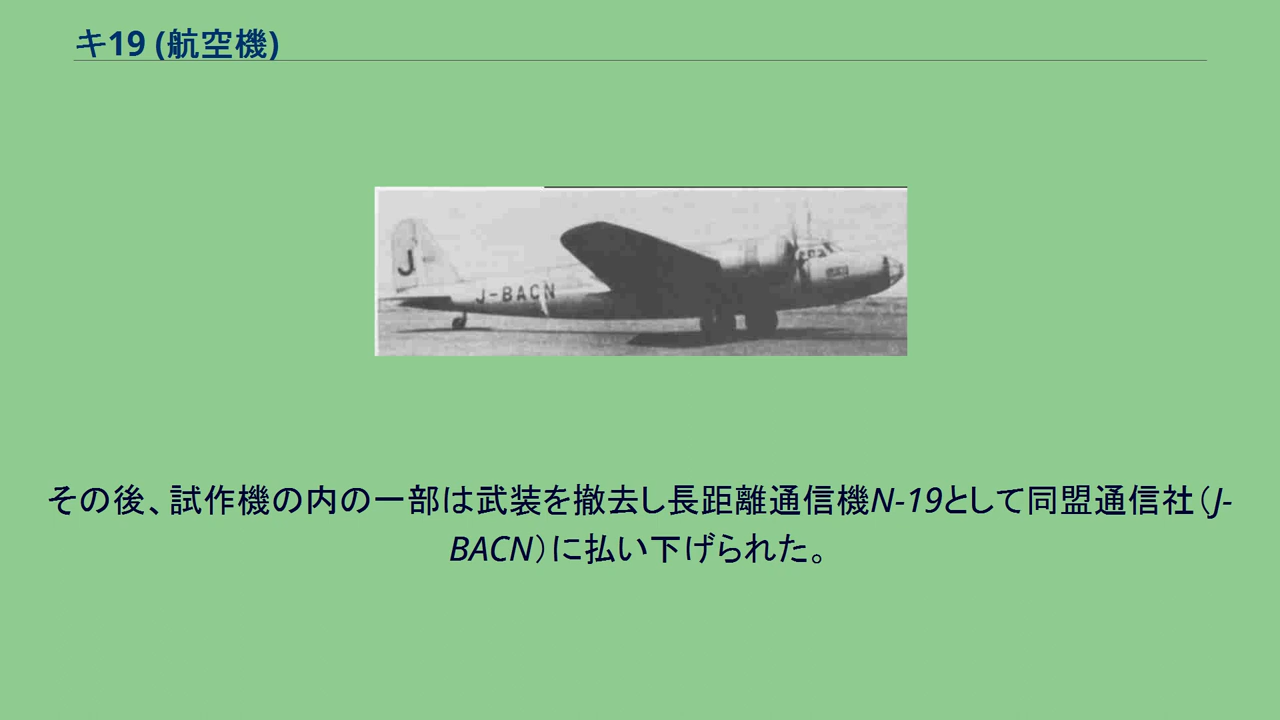 キ19 (航空機)
J
J-BACN
その後、試作機の内の一部は武装を撤去し長距離通信機N-19として同盟通信社（J-
BACN）に払い下げられた。